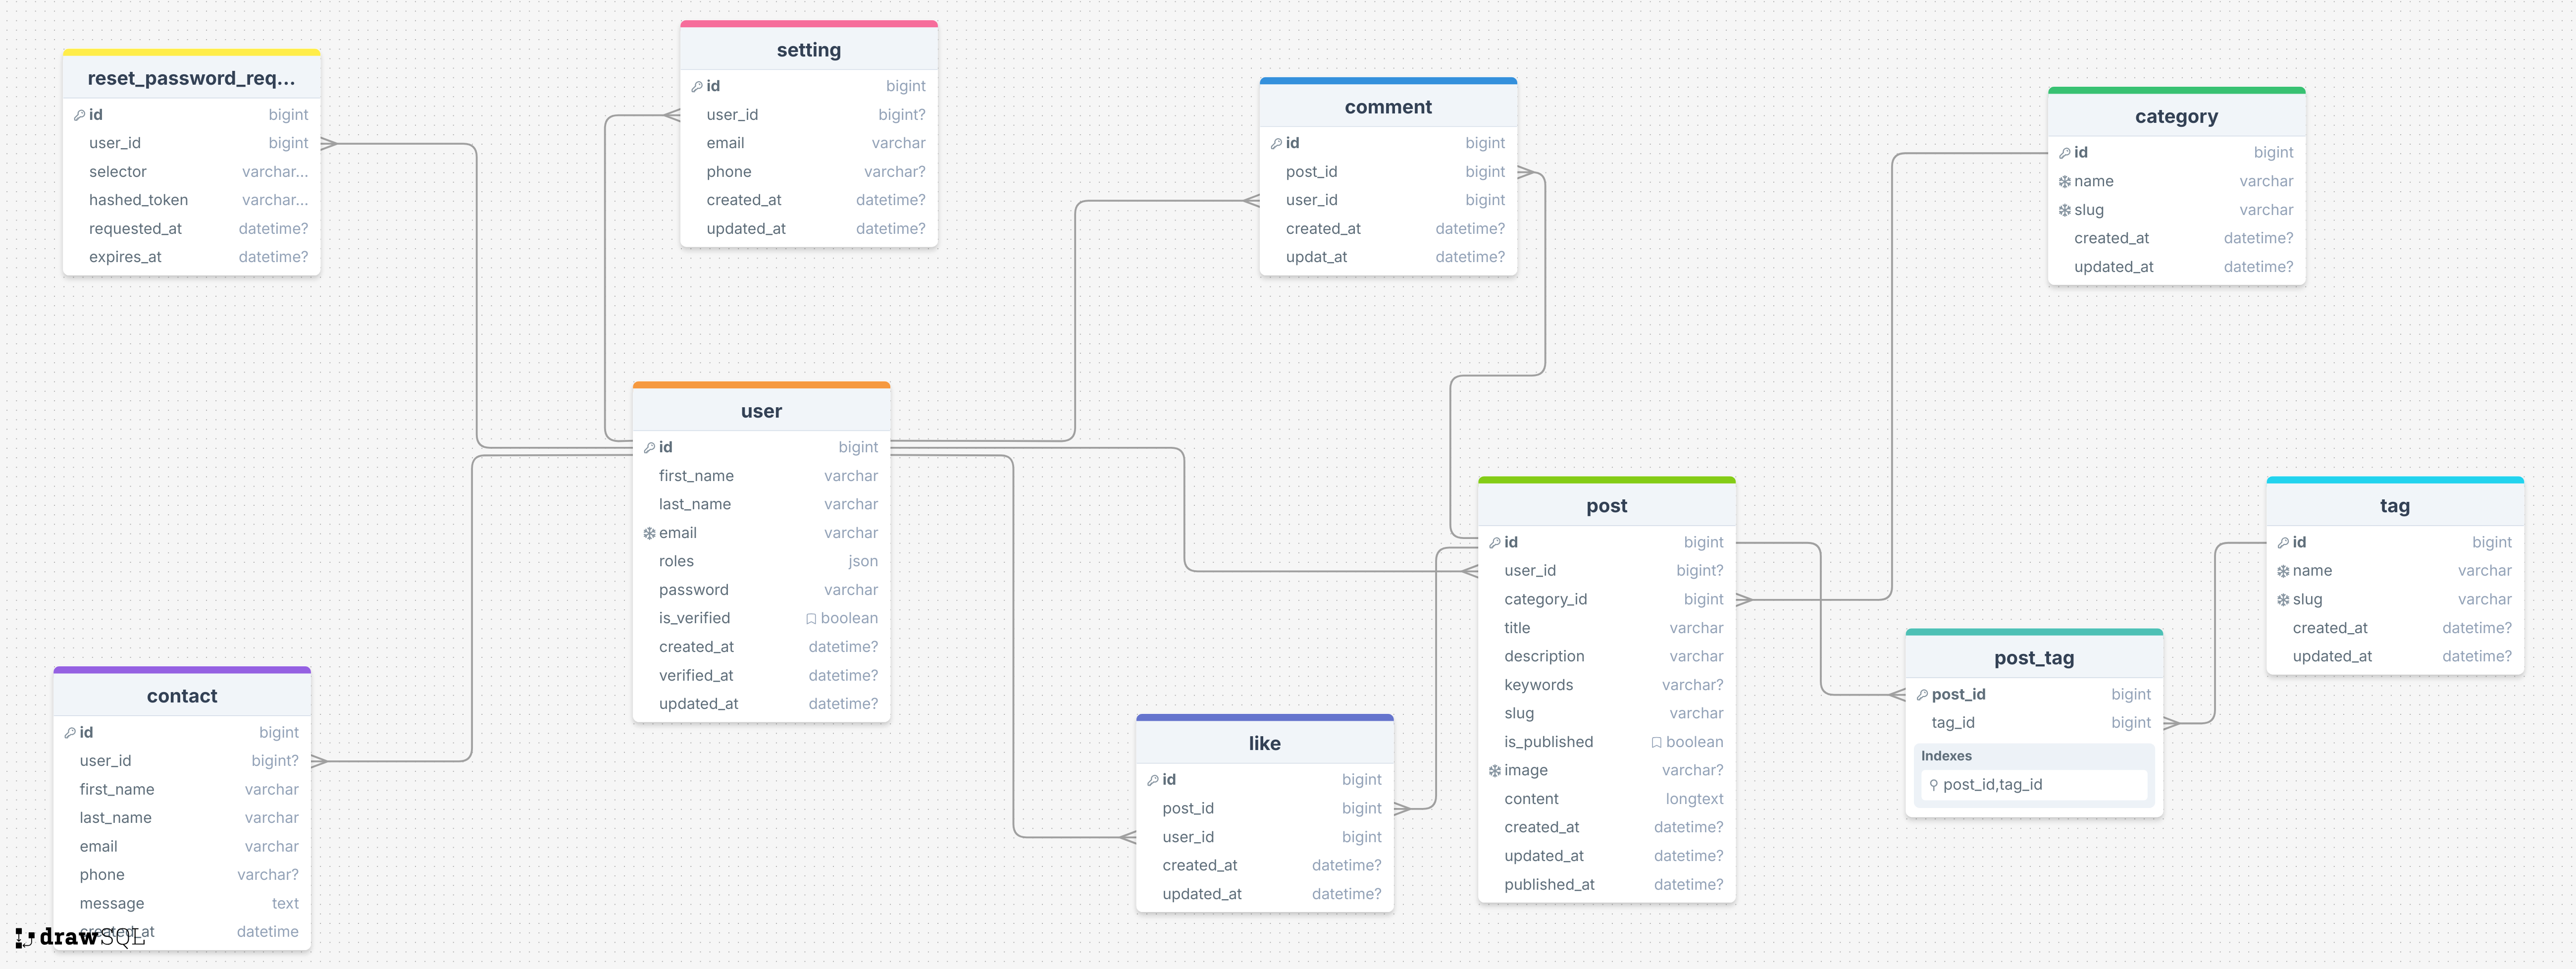 reset_password_req...
id bigint
user_id bigint
selector varchar...
hashed_token varchar...
requested_at datetime?
expires_at datetime?
setting
id bigint
user_id bigint?
email varchar
phone varchar?
created_at datetime?
updated_at datetime?
comment
id bigint
post_id bigint
user_id bigint
created_at datetime?
updat_at datetime?
category
id bigint
name varchar
slug varchar
created_at datetime?
updated_at datetime?
user
id bigint
first_name varchar
last_name varchar
email varchar
roles json
password varchar
is_verified boolean
created_at datetime?
verified_at datetime?
updated_at datetime?
post
id bigint
user_id bigint?
category_id bigint
title varchar
description varchar
keywords varchar?
slug varchar
is_published boolean
image varchar?
content longtext
created_at datetime?
updated_at datetime?
published_at datetime?
tag
id bigint
name varchar
slug varchar
created_at datetime?
updated_at datetime?
post_tag
post_id bigint
tag_id bigint
Indexes
post_id,tag_id
contact
id bigint
user_id bigint?
first_name varchar
last_name varchar
email varchar
phone varchar?
message text
created_at datetime
like
id bigint
post_id bigint
user_id bigint
created_at datetime?
updated_at datetime?
drawSQL